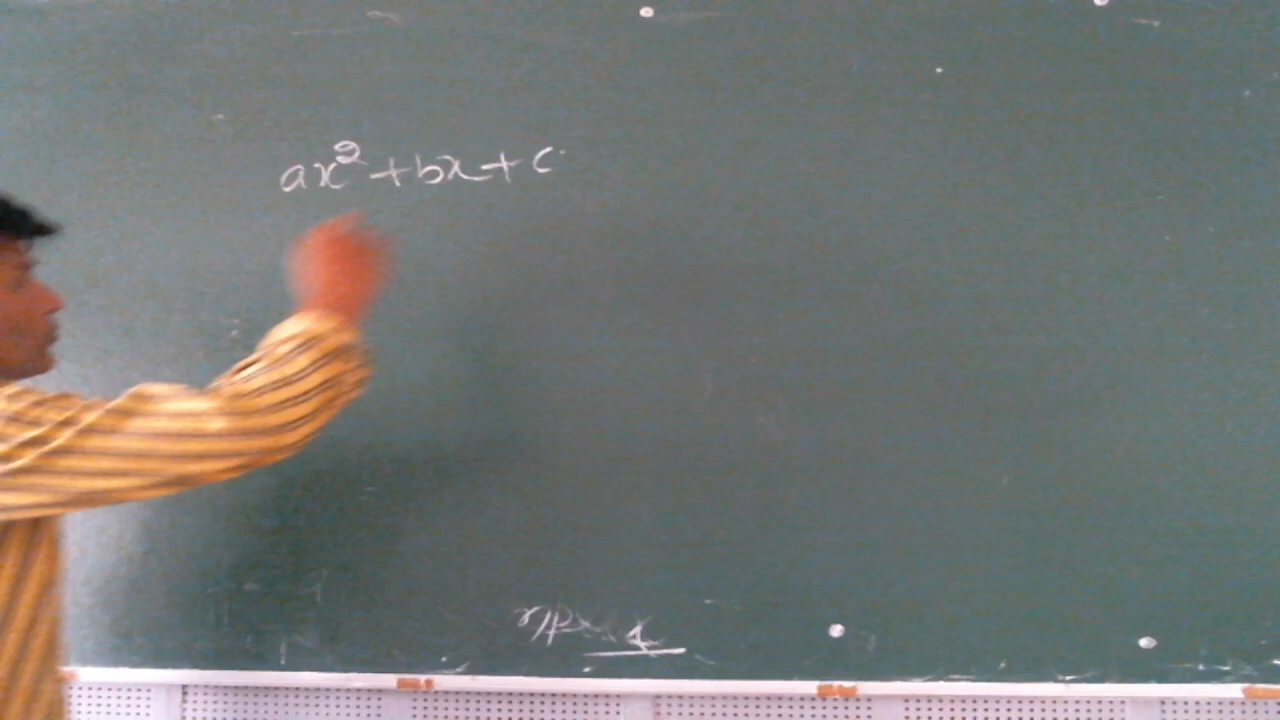 ax² + bx + c